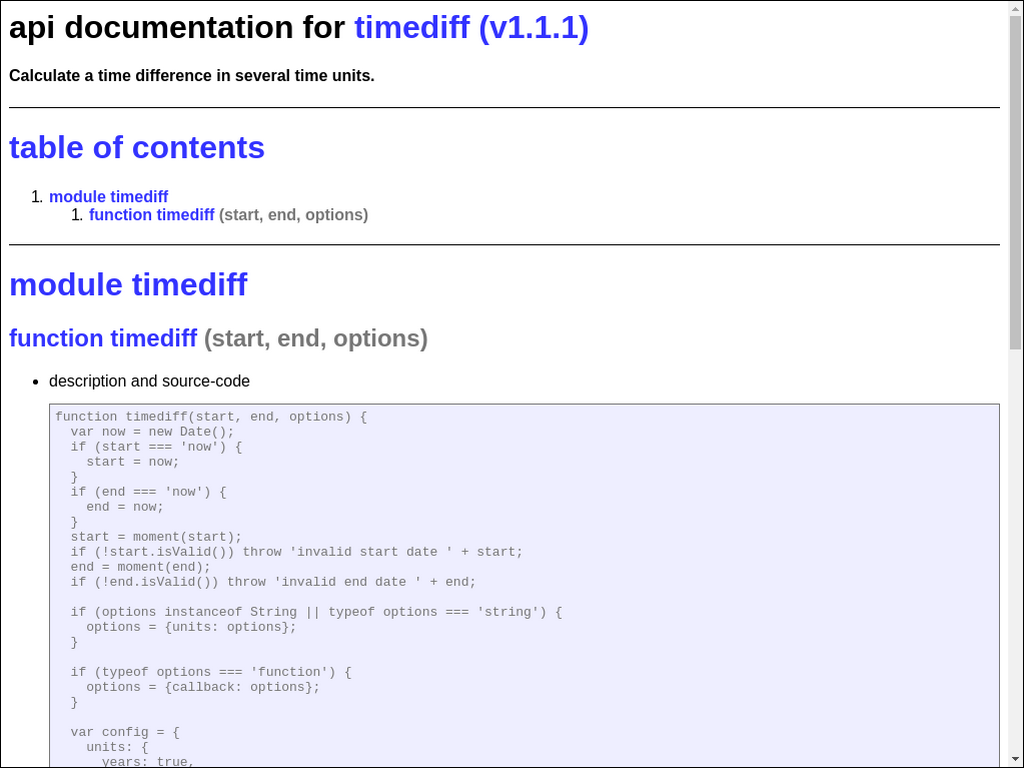 api documentation for timediff (v1.1.1)
Calculate a time difference in several time units.
table of contents
1. module timediff
1. function timediff (start, end, options)
module timediff
function timediff (start, end, options)
• description and source-code
function timediff(start, end, options) {
  var now = new Date();
  if (start === 'now') {
    start = now;
  }
  if (end === 'now') {
    end = now;
  }
  start = moment(start);
  if (!start.isValid()) throw 'invalid start date ' + start;
  end = moment(end);
  if (!end.isValid()) throw 'invalid end date ' + end;

  if (options instanceof String || typeof options === 'string') {
    options = {units: options};
  }

  if (typeof options === 'function') {
    options = {callback: options};
  }

  var config = {
    units: {
      years: true,